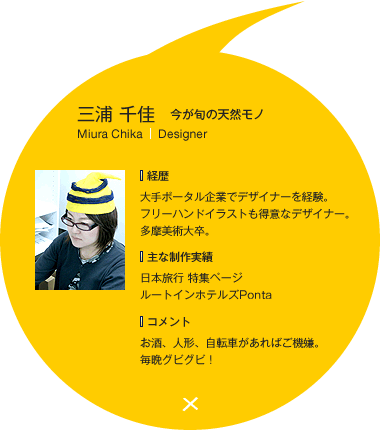 三浦 千佳 今が旬の天然モノ
Miura Chika | Designer
経歴
大手ポータル企業でデザイナーを経験。
フリーハンドイラストも得意なデザイナー。
多摩美術大卒。
主な制作実績
日本旅行 特集ページ
ルートインホテルズPonta
コメント
お酒、人形、自転車があればご機嫌。
毎晩グビグビ！